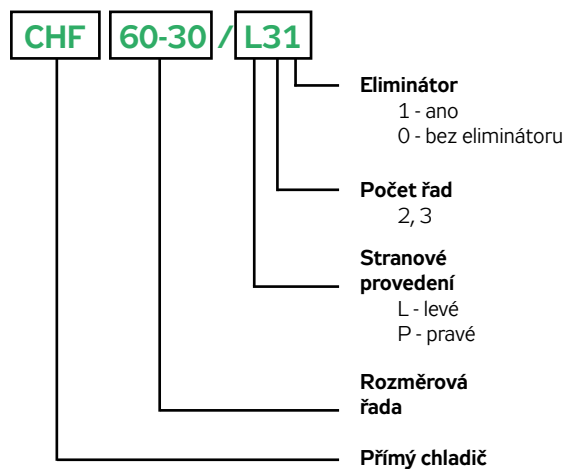 CHF 60-30 / L31
Eliminátor
1 - ano
0 - bez eliminátoru
Počet řad
2, 3
Stranové
provedení
L - levé
P - pravé
Rozměrová
řada
Přímý chladič